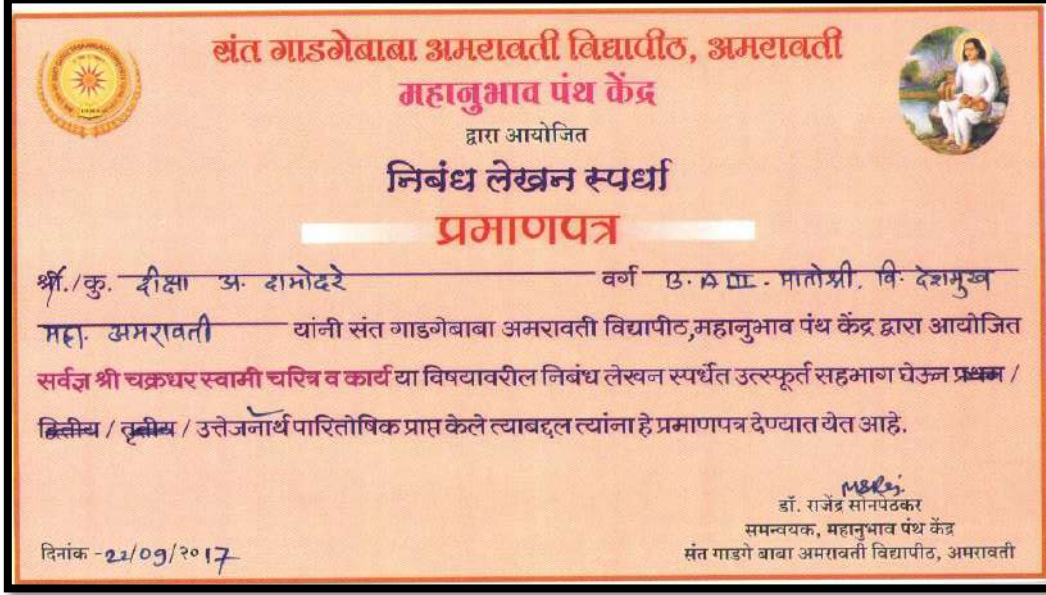 संत गाडगेबाबा अमरावती विद्यापीठ, अमरावती
महानुभाव पंथ केंद्र
द्वारा आयोजित
निबंध लेखन स्पर्धा
प्रमाणपत्र
श्री./कु. दीक्षा अ. दामोदरे वर्ग B.A III. मातोश्री. वि. देशमुख
महा. अमरावती यांनी संत गाडगेबाबा अमरावती विद्यापीठ,महानुभाव पंथ केंद्र द्वारा आयोजित
सर्वज्ञ श्री चक्रधर स्वामी चरित्र व कार्य या विषयावरील निबंध लेखन स्पर्धेत उत्स्फूर्त सहभाग घेऊन प्रथम /
द्वितीय / तृतीय / उत्तेजनार्थ पारितोषिक प्राप्त केले त्याबद्दल त्यांना हे प्रमाणपत्र देण्यात येत आहे.
डॉ. राजेंद्र सोनपेठकर
समन्वयक, महानुभाव पंथ केंद्र
दिनांक -22/09/२०17
संत गाडगे बाबा अमरावती विद्यापीठ, अमरावती